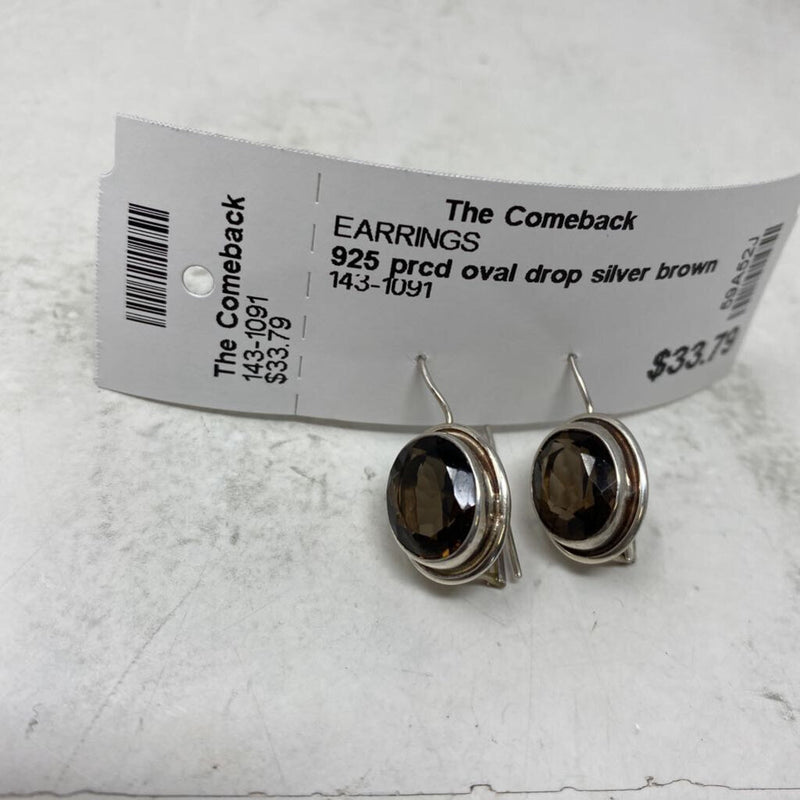 The Comeback
143-1091
$33.79
The Comeback
EARRINGS
925 prcd oval drop silver brown
143-1091
$33.79
59A62J